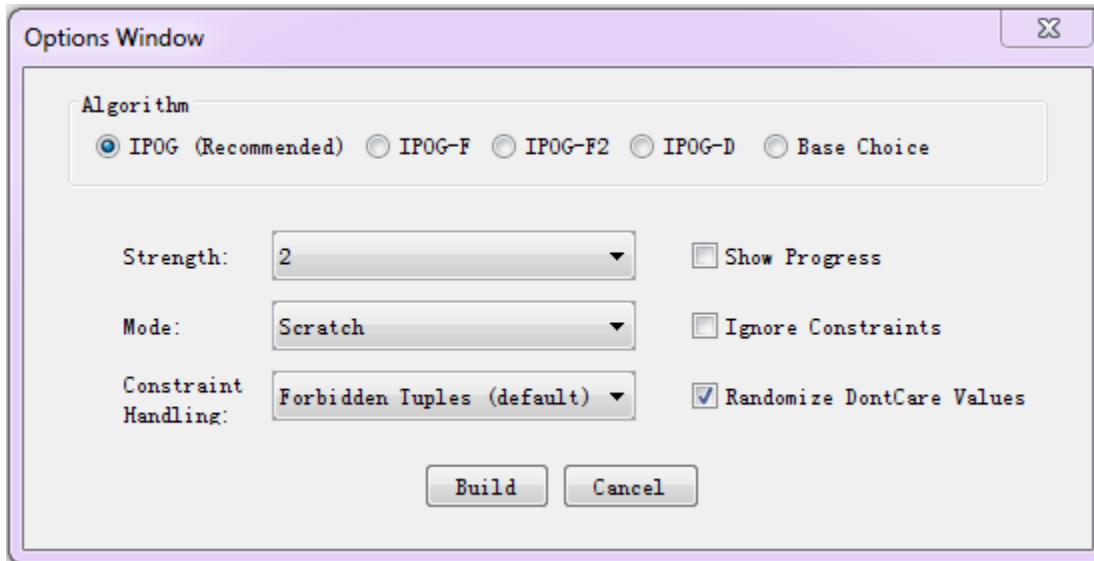 Options Window
Algorithm
IPOG (Recommended) IPOG-F IPOG-F2 IPOG-D Base Choice
Strength: 2 Show Progress
Mode: Scratch Ignore Constraints
Constraint
Handling: Forbidden Tuples (default) Randomize DontCare Values
Build Cancel